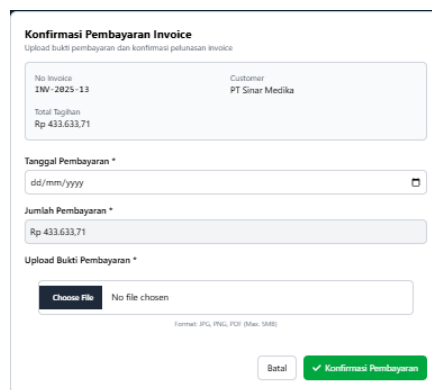 Konfirmasi Pembayaran Invoice
Upload bukti pembayaran dan konfirmasi pelunasan invoice
No Invoice
INV-2025-13
Customer
PT Sinar Medika
Total Tagihan
Rp 433.633,71
Tanggal Pembayaran *
dd/mm/yyyy
Jumlah Pembayaran *
Rp 433.633,71
Upload Bukti Pembayaran *
Choose File No file chosen
Format: JPG, PNG, PDF (Max. 5MB)
Batal
Konfirmasi Pembayaran